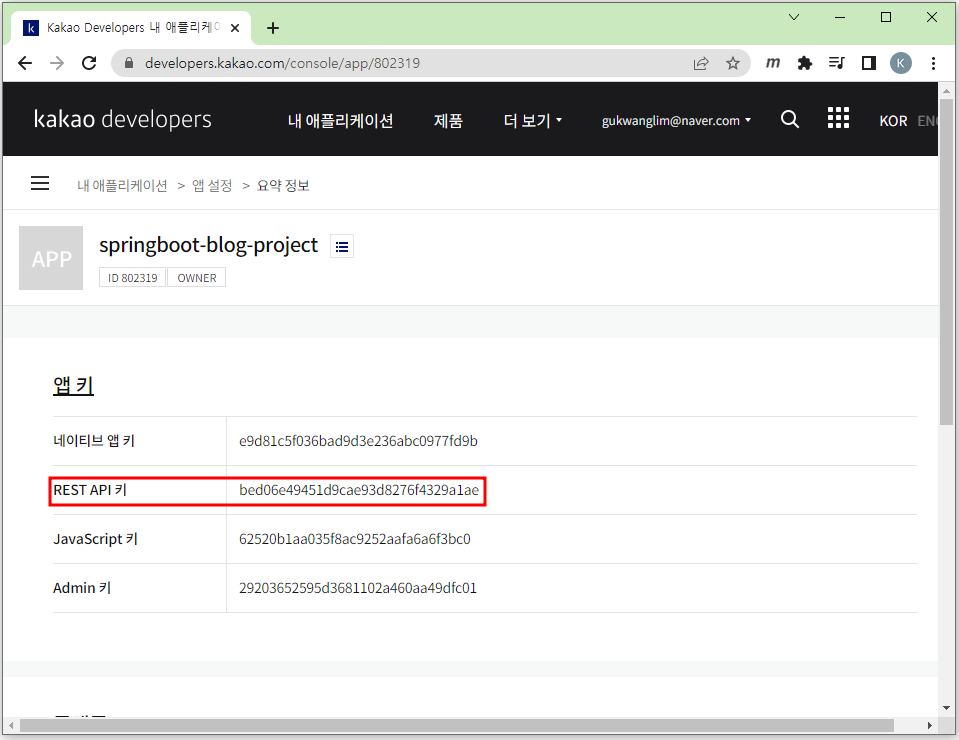 Kakao Developers 내 애플리케이
developers.kakao.com/console/app/802319
m
K
kakao developers 내 애플리케이션 제품 더 보기 gukwanglim@naver.com KOR ENG
내 애플리케이션 > 앱 설정 > 요약 정보
APP
springboot-blog-project
ID 802319 OWNER
앱 키
네이티브 앱 키 e9d81c5f036bad9d3e236abc0977fd9b
REST API 키 bed06e49451d9cae93d8276f4329a1ae
JavaScript 키 62520b1aa035f8ac9252aafa6a6f3bc0
Admin 키 29203652595d3681102a460aa49dfc01